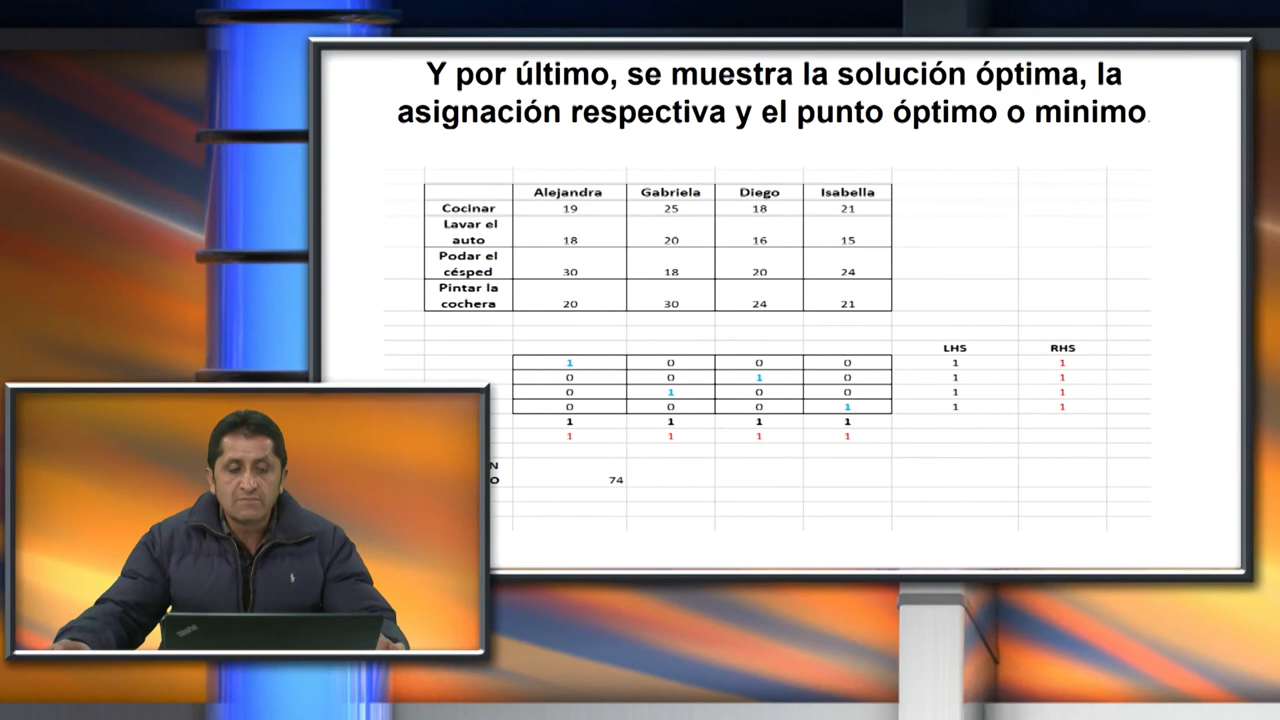 Y por último, se muestra la solución óptima, la
asignación respectiva y el punto óptimo o minimo.
Alejandra Gabriela Diego Isabella
Cocinar 19 25 18 21
Lavar el
auto 18 20 16 15
Podar el
césped 30 18 20 24
Pintar la
cochera 20 30 24 21
LHS RHS
1 0 0 0 1 1
0 0 1 0 1 1
0 1 0 0 1 1
0 0 0 1 1 1
1 1 1 1
1 1 1 1
N
O 74